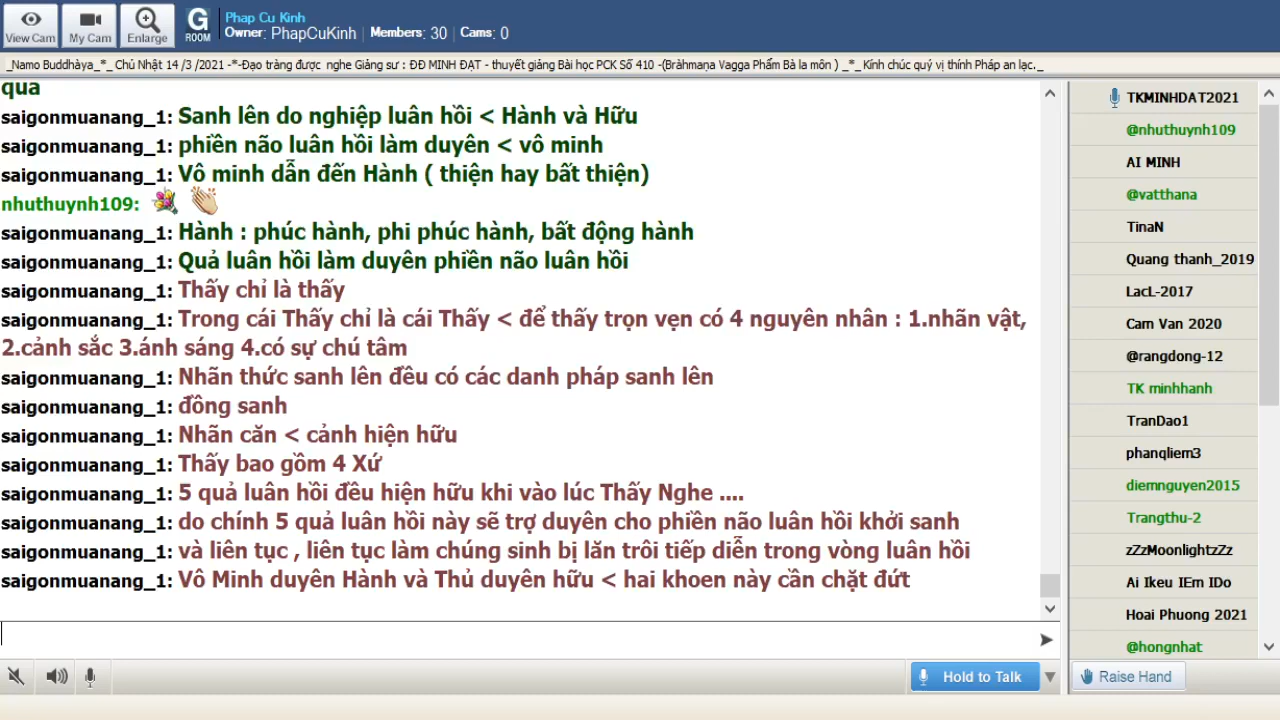 View Cam
My Cam
Enlarge
G
ROOM
Phap Cu Kinh
Owner: PhapCuKinh | Members: 30 | Cams: 0
_Namo Buddhàya_*_ Chủ Nhật 14 /3 /2021 -*-Đạo tràng được nghe Giảng sư : ĐĐ MINH ĐẠT - thuyết giảng Bài học PCK Số 410 -(Bràhmaṇa Vagga Phẩm Bà la môn ) _*_ Kính chúc quý vị thính Pháp an lạc._
quả
saigonmuanang_1: Sanh lên do nghiệp luân hồi < Hành và Hữu
saigonmuanang_1: phiền não luân hồi làm duyên < vô minh
saigonmuanang_1: Vô minh dẫn đến Hành ( thiện hay bất thiện)
nhuthuynh109:
saigonmuanang_1: Hành : phúc hành, phi phúc hành, bất động hành
saigonmuanang_1: Quả luân hồi làm duyên phiền não luân hồi
saigonmuanang_1: Thấy chỉ là thấy
saigonmuanang_1: Trong cái Thấy chỉ là cái Thấy < để thấy trọn vẹn có 4 nguyên nhân : 1.nhãn vật,
2.cảnh sắc 3.ánh sáng 4.có sự chú tâm
saigonmuanang_1: Nhãn thức sanh lên đều có các danh pháp sanh lên
saigonmuanang_1: đồng sanh
saigonmuanang_1: Nhãn căn < cảnh hiện hữu
saigonmuanang_1: Thấy bao gồm 4 Xứ
saigonmuanang_1: 5 quả luân hồi đều hiện hữu khi vào lúc Thấy Nghe ....
saigonmuanang_1: do chính 5 quả luân hồi này sẽ trợ duyên cho phiền não luân hồi khởi sanh
saigonmuanang_1: và liên tục , liên tục làm chúng sinh bị lăn trôi tiếp diễn trong vòng luân hồi
saigonmuanang_1: Vô Minh duyên Hành và Thủ duyên hữu < hai khoen này cần chặt đứt
TKMINHDAT2021
@nhuthuynh109
AI MINH
@vatthana
TinaN
Quang thanh_2019
LacL-2017
Cam Van 2020
@rangdong-12
TK minhhanh
TranDao1
phanqliem3
diemnguyen2015
Trangthu-2
zZzMoonlightzZz
Ai Ikeu IEm IDo
Hoai Phuong 2021
@hongnhat
Hold to Talk
Raise Hand